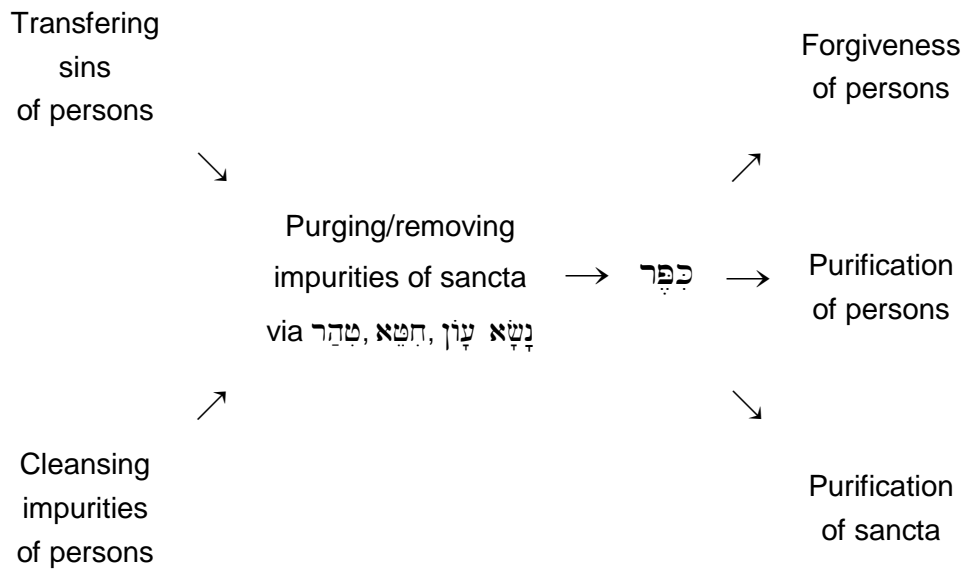 Transfering
sins
of persons
↘
Cleansing
impurities
of persons
↗
Purging/removing
impurities of sancta
via נָשָׂא עָוֹן ,חִטֵּא ,טִהַר
→
כִּפֶּר
→
↗
Forgiveness
of persons
Purification
of persons
↘
Purification
of sancta